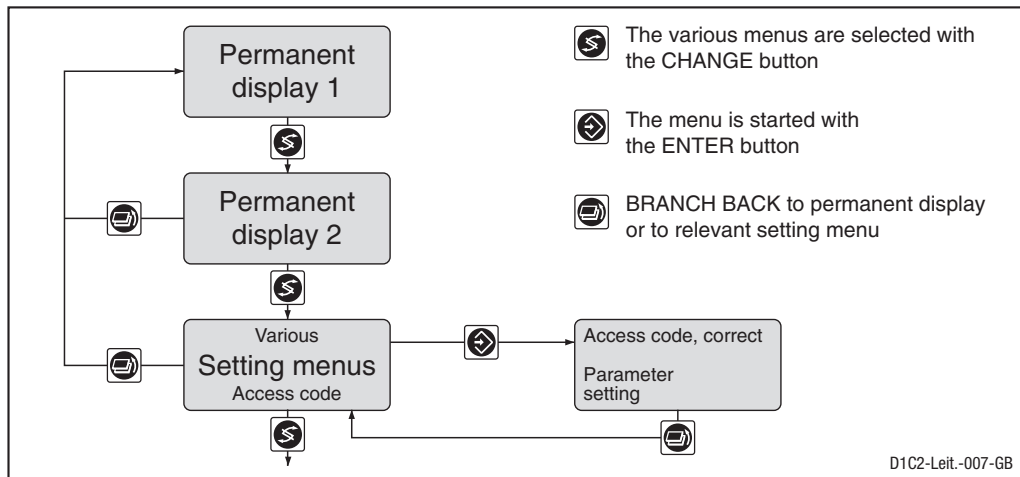 Permanent
display 1
Permanent
display 2
Various
Setting menus
Access code
Access code, correct
Parameter
setting
The various menus are selected with
the CHANGE button
The menu is started with
the ENTER button
BRANCH BACK to permanent display
or to relevant setting menu
D1C2-Leit.-007-GB